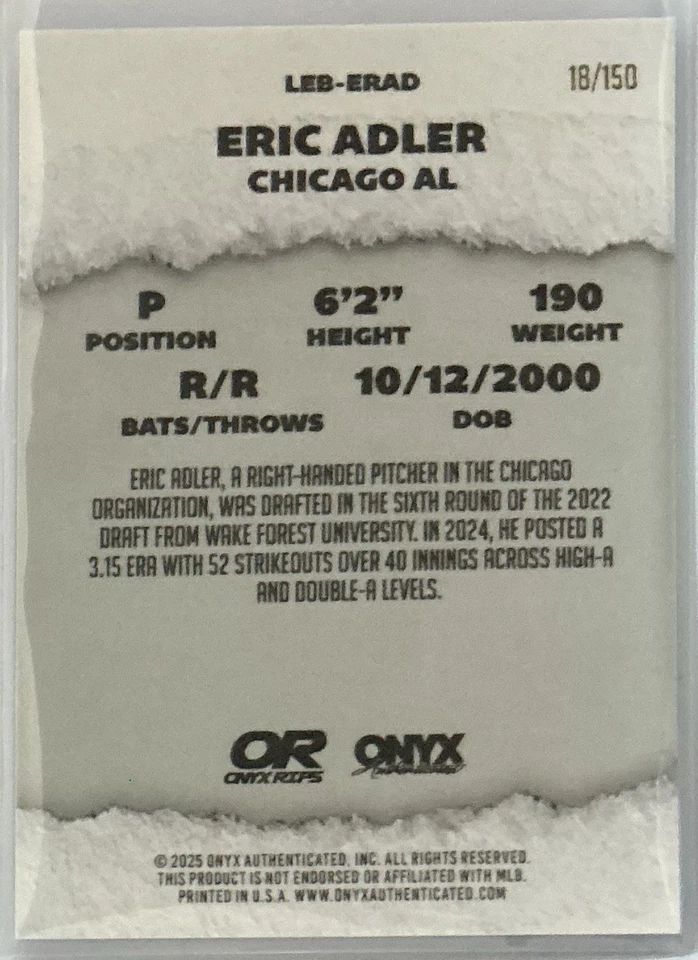 LEB-ERAD
18/150
ERIC ADLER
CHICAGO AL
P 6'2" 190
POSITION HEIGHT WEIGHT
R/R 10/12/2000
BATS/THROWS DOB
ERIC ADLER, A RIGHT-HANDED PITCHER IN THE CHICAGO
ORGANIZATION, WAS DRAFTED IN THE SIXTH ROUND OF THE 2022
DRAFT FROM WAKE FOREST UNIVERSITY. IN 2024, HE POSTED A
3.15 ERA WITH 52 STRIKEOUTS OVER 40 INNINGS ACROSS HIGH-A
AND DOUBLE-A LEVELS.
OR ONYX
ONYX RIPS Authenticated
© 2025 ONYX AUTHENTICATED, INC. ALL RIGHTS RESERVED.
THIS PRODUCT IS NOT ENDORSED OR AFFILIATED WITH MLB.
PRINTED IN U.S.A. WWW.ONYXAUTHENTICATED.COM